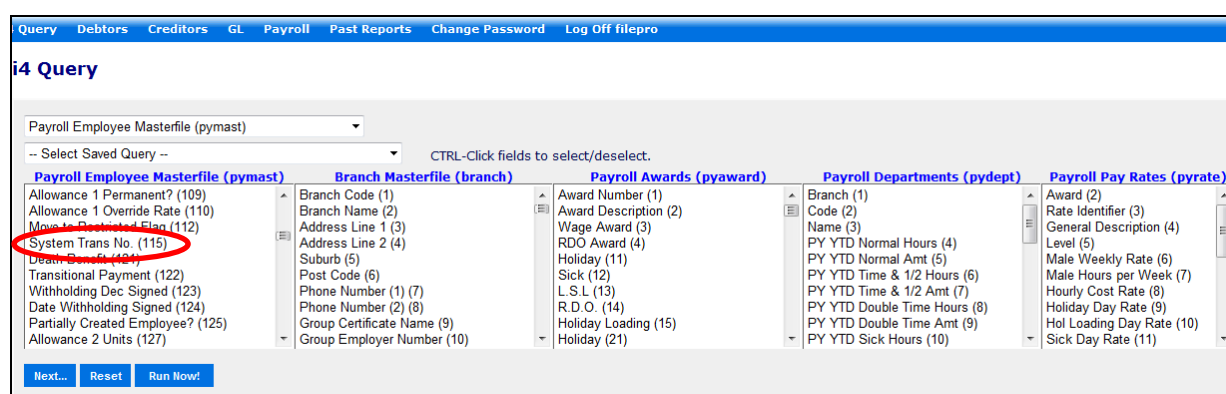 Query Debtors Creditors GL Payroll Past Reports Change Password Log Off filepro
i4 Query
Payroll Employee Masterfile (pymast)
-- Select Saved Query --
CTRL-Click fields to select/deselect.
Payroll Employee Masterfile (pymast)
Allowance 1 Permanent? (109)
Allowance 1 Override Rate (110)
Move to Restricted Flag (112)
System Trans No. (115)
Death Benefit (121)
Transitional Payment (122)
Withholding Dec Signed (123)
Date Withholding Signed (124)
Partially Created Employee? (125)
Allowance 2 Units (127)
Branch Masterfile (branch)
Branch Code (1)
Branch Name (2)
Address Line 1 (3)
Address Line 2 (4)
Suburb (5)
Post Code (6)
Phone Number (1) (7)
Phone Number (2) (8)
Group Certificate Name (9)
Group Employer Number (10)
Payroll Awards (pyaward)
Award Number (1)
Award Description (2)
Wage Award (3)
RDO Award (4)
Holiday (11)
Sick (12)
L.S.L (13)
R.D.O. (14)
Holiday Loading (15)
Holiday (21)
Payroll Departments (pydept)
Branch (1)
Code (2)
Name (3)
PY YTD Normal Hours (4)
PY YTD Normal Amt (5)
PY YTD Time & 1/2 Hours (6)
PY YTD Time & 1/2 Amt (7)
PY YTD Double Time Hours (8)
PY YTD Double Time Amt (9)
PY YTD Sick Hours (10)
Payroll Pay Rates (pyrate)
Award (2)
Rate Identifier (3)
General Description (4)
Level (5)
Male Weekly Rate (6)
Male Hours per Week (7)
Hourly Cost Rate (8)
Holiday Day Rate (9)
Hol Loading Day Rate (10)
Sick Day Rate (11)
Next... Reset Run Now!